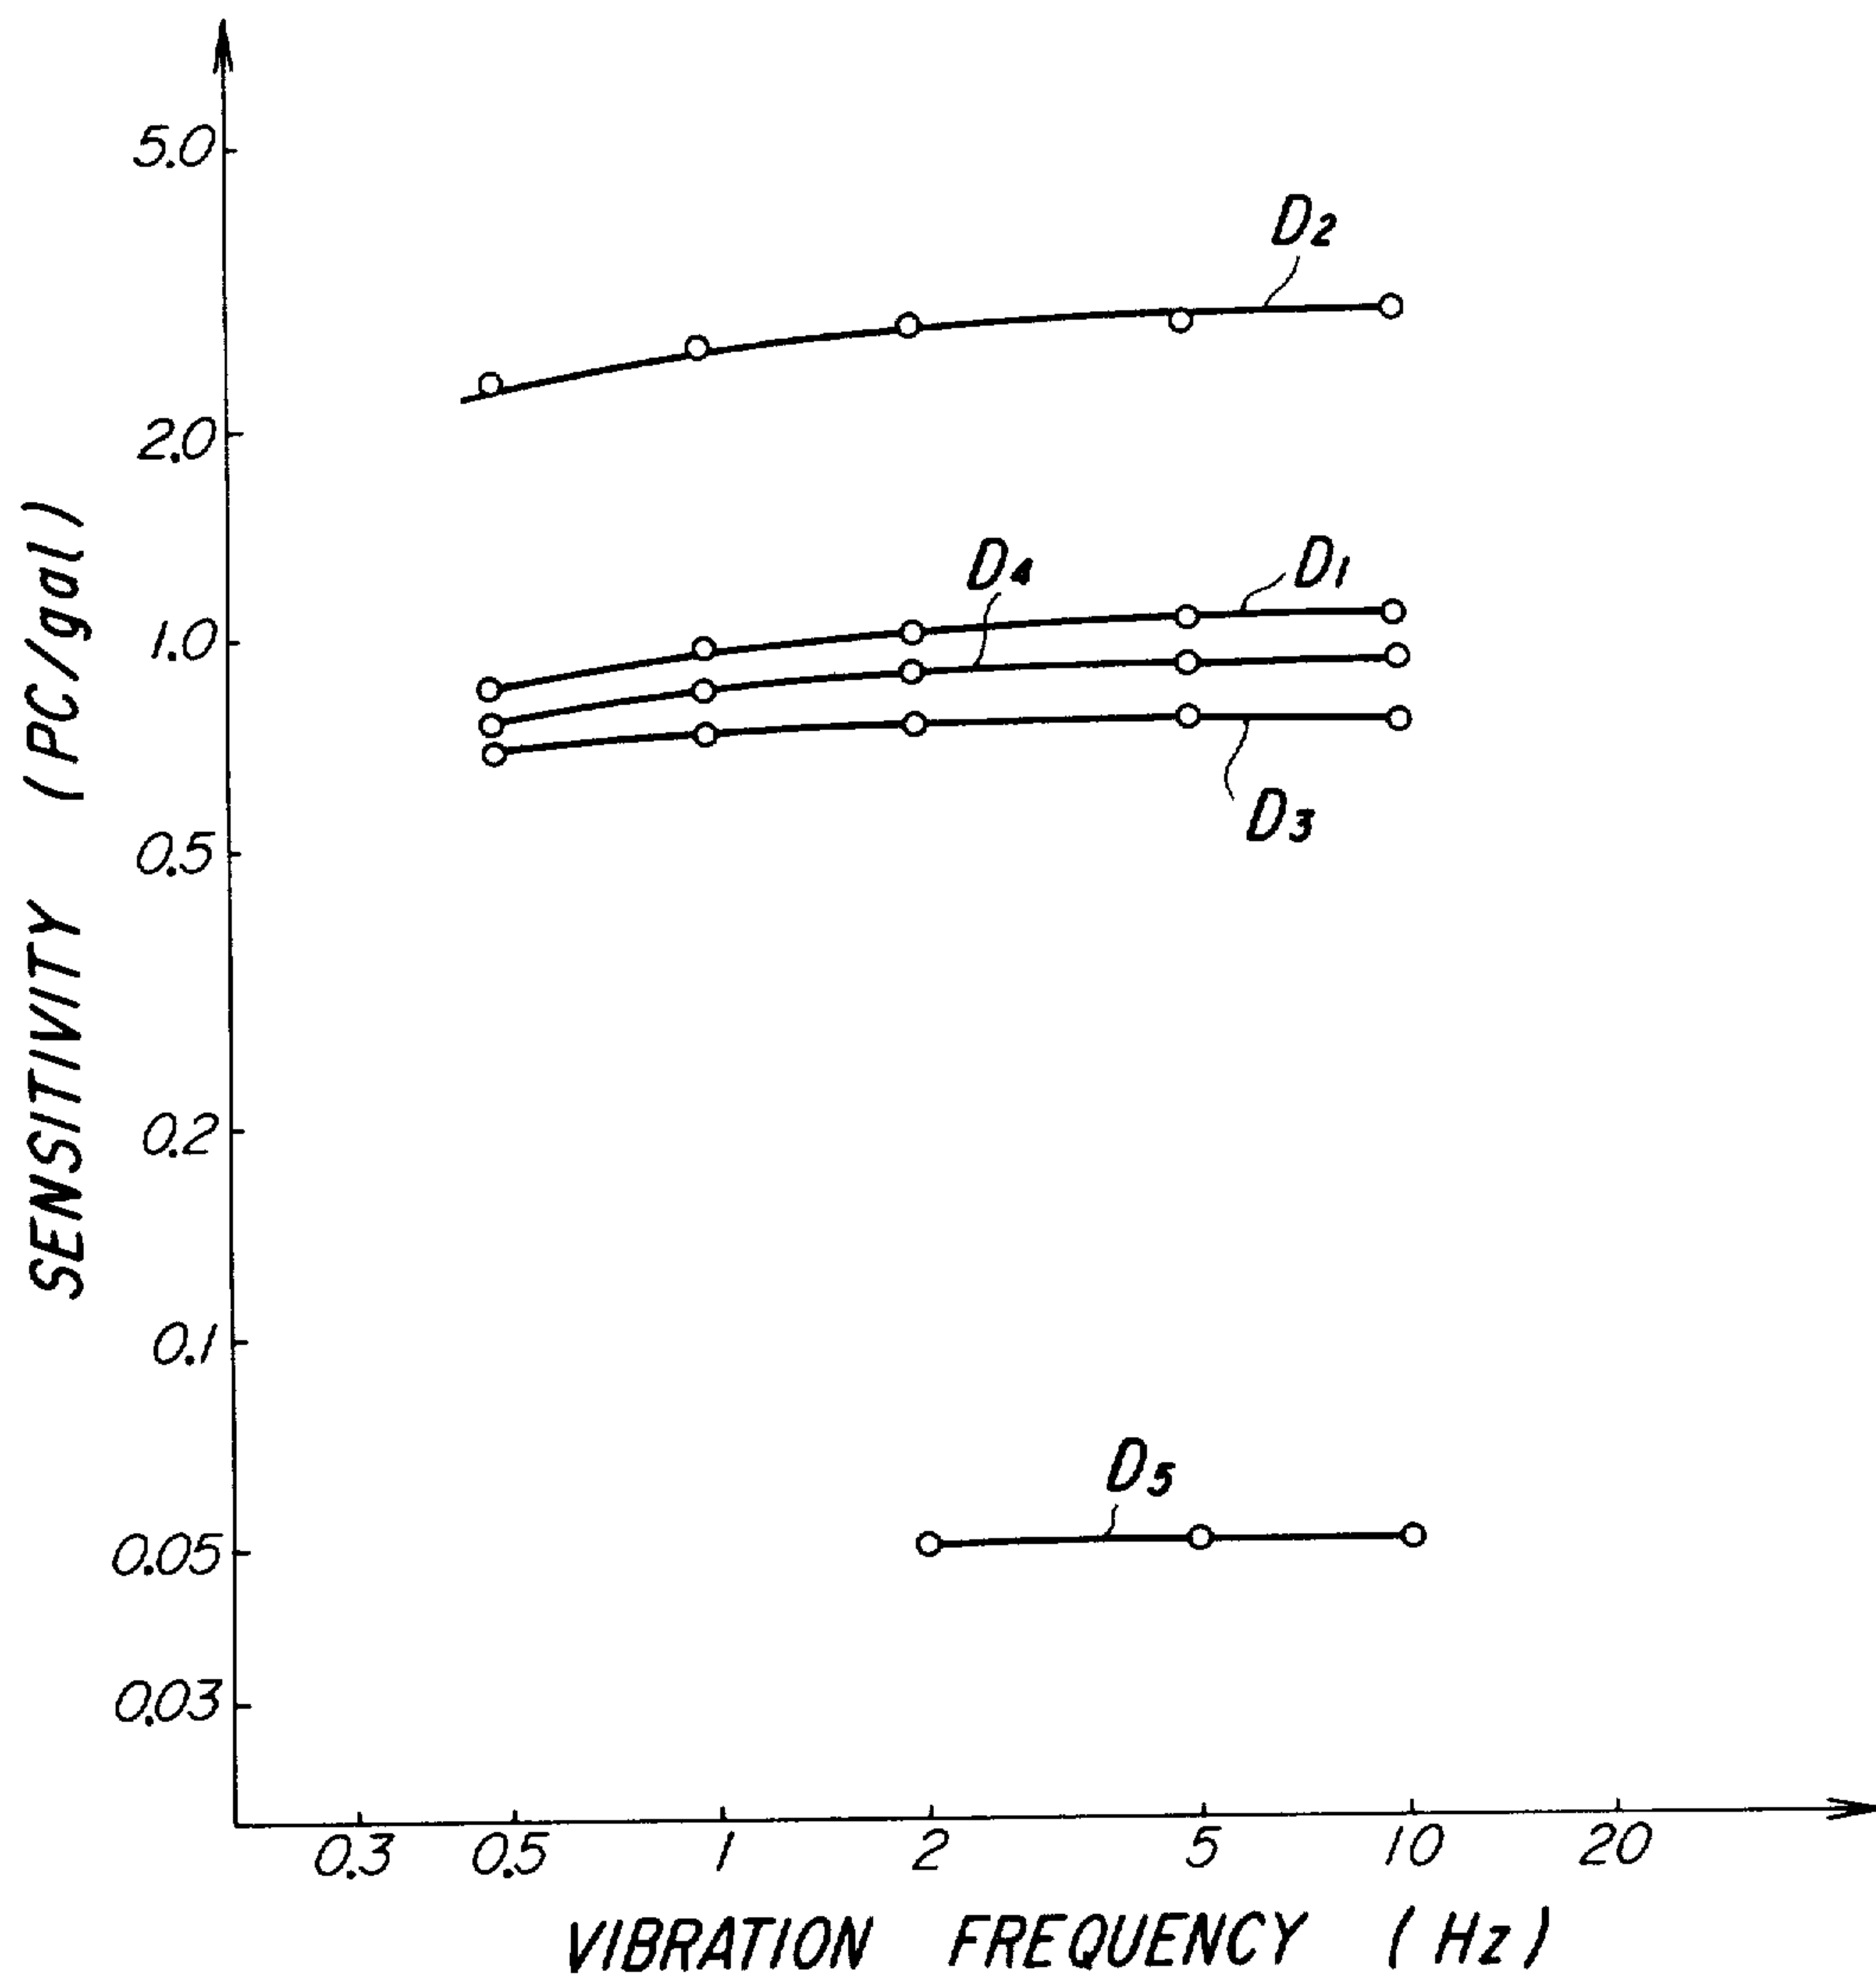 SENSITIVITY (PC/gal)
5.0
2.0
1.0
0.5
0.2
0.1
0.05
0.03
D2
D4
D1
D3
D5
0.3 0.5 1 2 5 10 20
VIBRATION FREQUENCY (Hz)